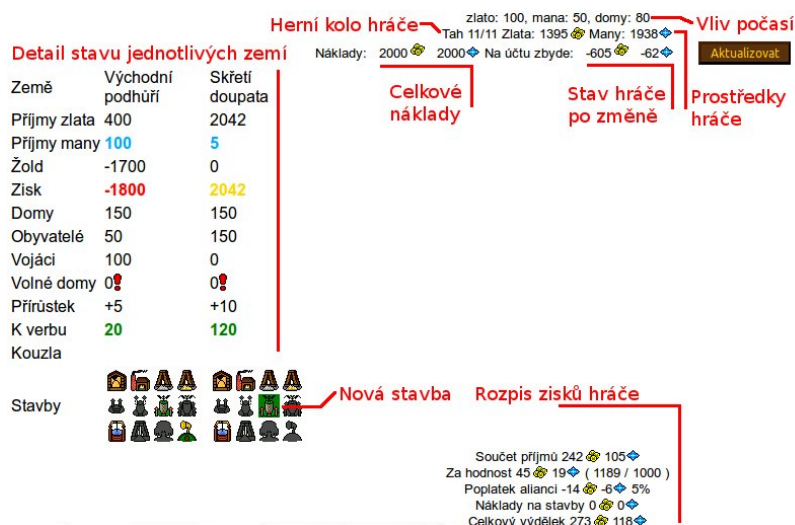 zlato: 100, mana: 50, domy: 80
Vliv počasí
Herní kolo hráče
Tah 11/11 Zlata: 1395 Many: 1938
Náklady: 2000 2000 Na účtu zbyde: -605 -62
Aktualizovat
Detail stavu jednotlivých zemí
Celkové náklady
Stav hráče po změně
Prostředky hráče
Země Východní podhůří Skřetí doupata
Příjmy zlata 400 2042
Příjmy many 100 5
Žold -1700 0
Zisk -1800 2042
Domy 150 150
Obyvatelé 50 150
Vojáci 100 0
Volné domy 0 0
Přírůstek +5 +10
K verbu 20 120
Kouzla
Stavby
Nová stavba
Rozpis zisků hráče
Součet příjmů 242 105
Za hodnost 45 19 ( 1189 / 1000 )
Poplatek alianci -14 -6 5%
Náklady na stavby 0 0
Celkový výdělek 273 118